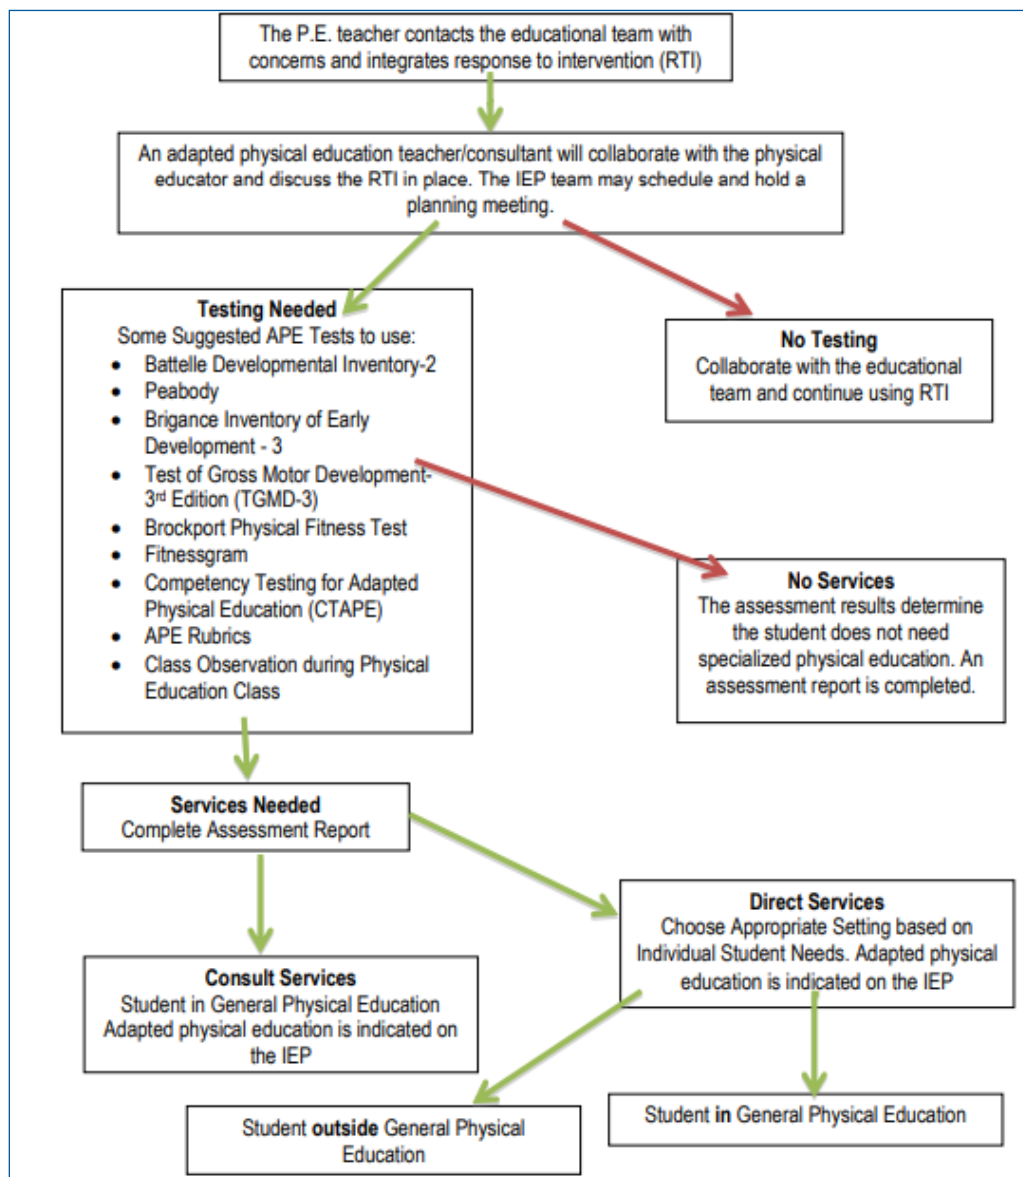 The P.E. teacher contacts the educational team with
concerns and integrates response to intervention (RTI)
An adapted physical education teacher/consultant will collaborate with the physical
educator and discuss the RTI in place. The IEP team may schedule and hold a
planning meeting.
Testing Needed
Some Suggested APE Tests to use:
• Battelle Developmental Inventory-2
• Peabody
• Brigance Inventory of Early
Development - 3
• Test of Gross Motor Development-
3rd Edition (TGMD-3)
• Brockport Physical Fitness Test
• Fitnessgram
• Competency Testing for Adapted
Physical Education (CTAPE)
• APE Rubrics
• Class Observation during Physical
Education Class
No Testing
Collaborate with the educational
team and continue using RTI
No Services
The assessment results determine
the student does not need
specialized physical education. An
assessment report is completed.
Services Needed
Complete Assessment Report
Direct Services
Choose Appropriate Setting based on
Individual Student Needs. Adapted physical
education is indicated on the IEP
Consult Services
Student in General Physical Education
Adapted physical education is indicated on
the IEP
Student outside General Physical
Education
Student in General Physical Education